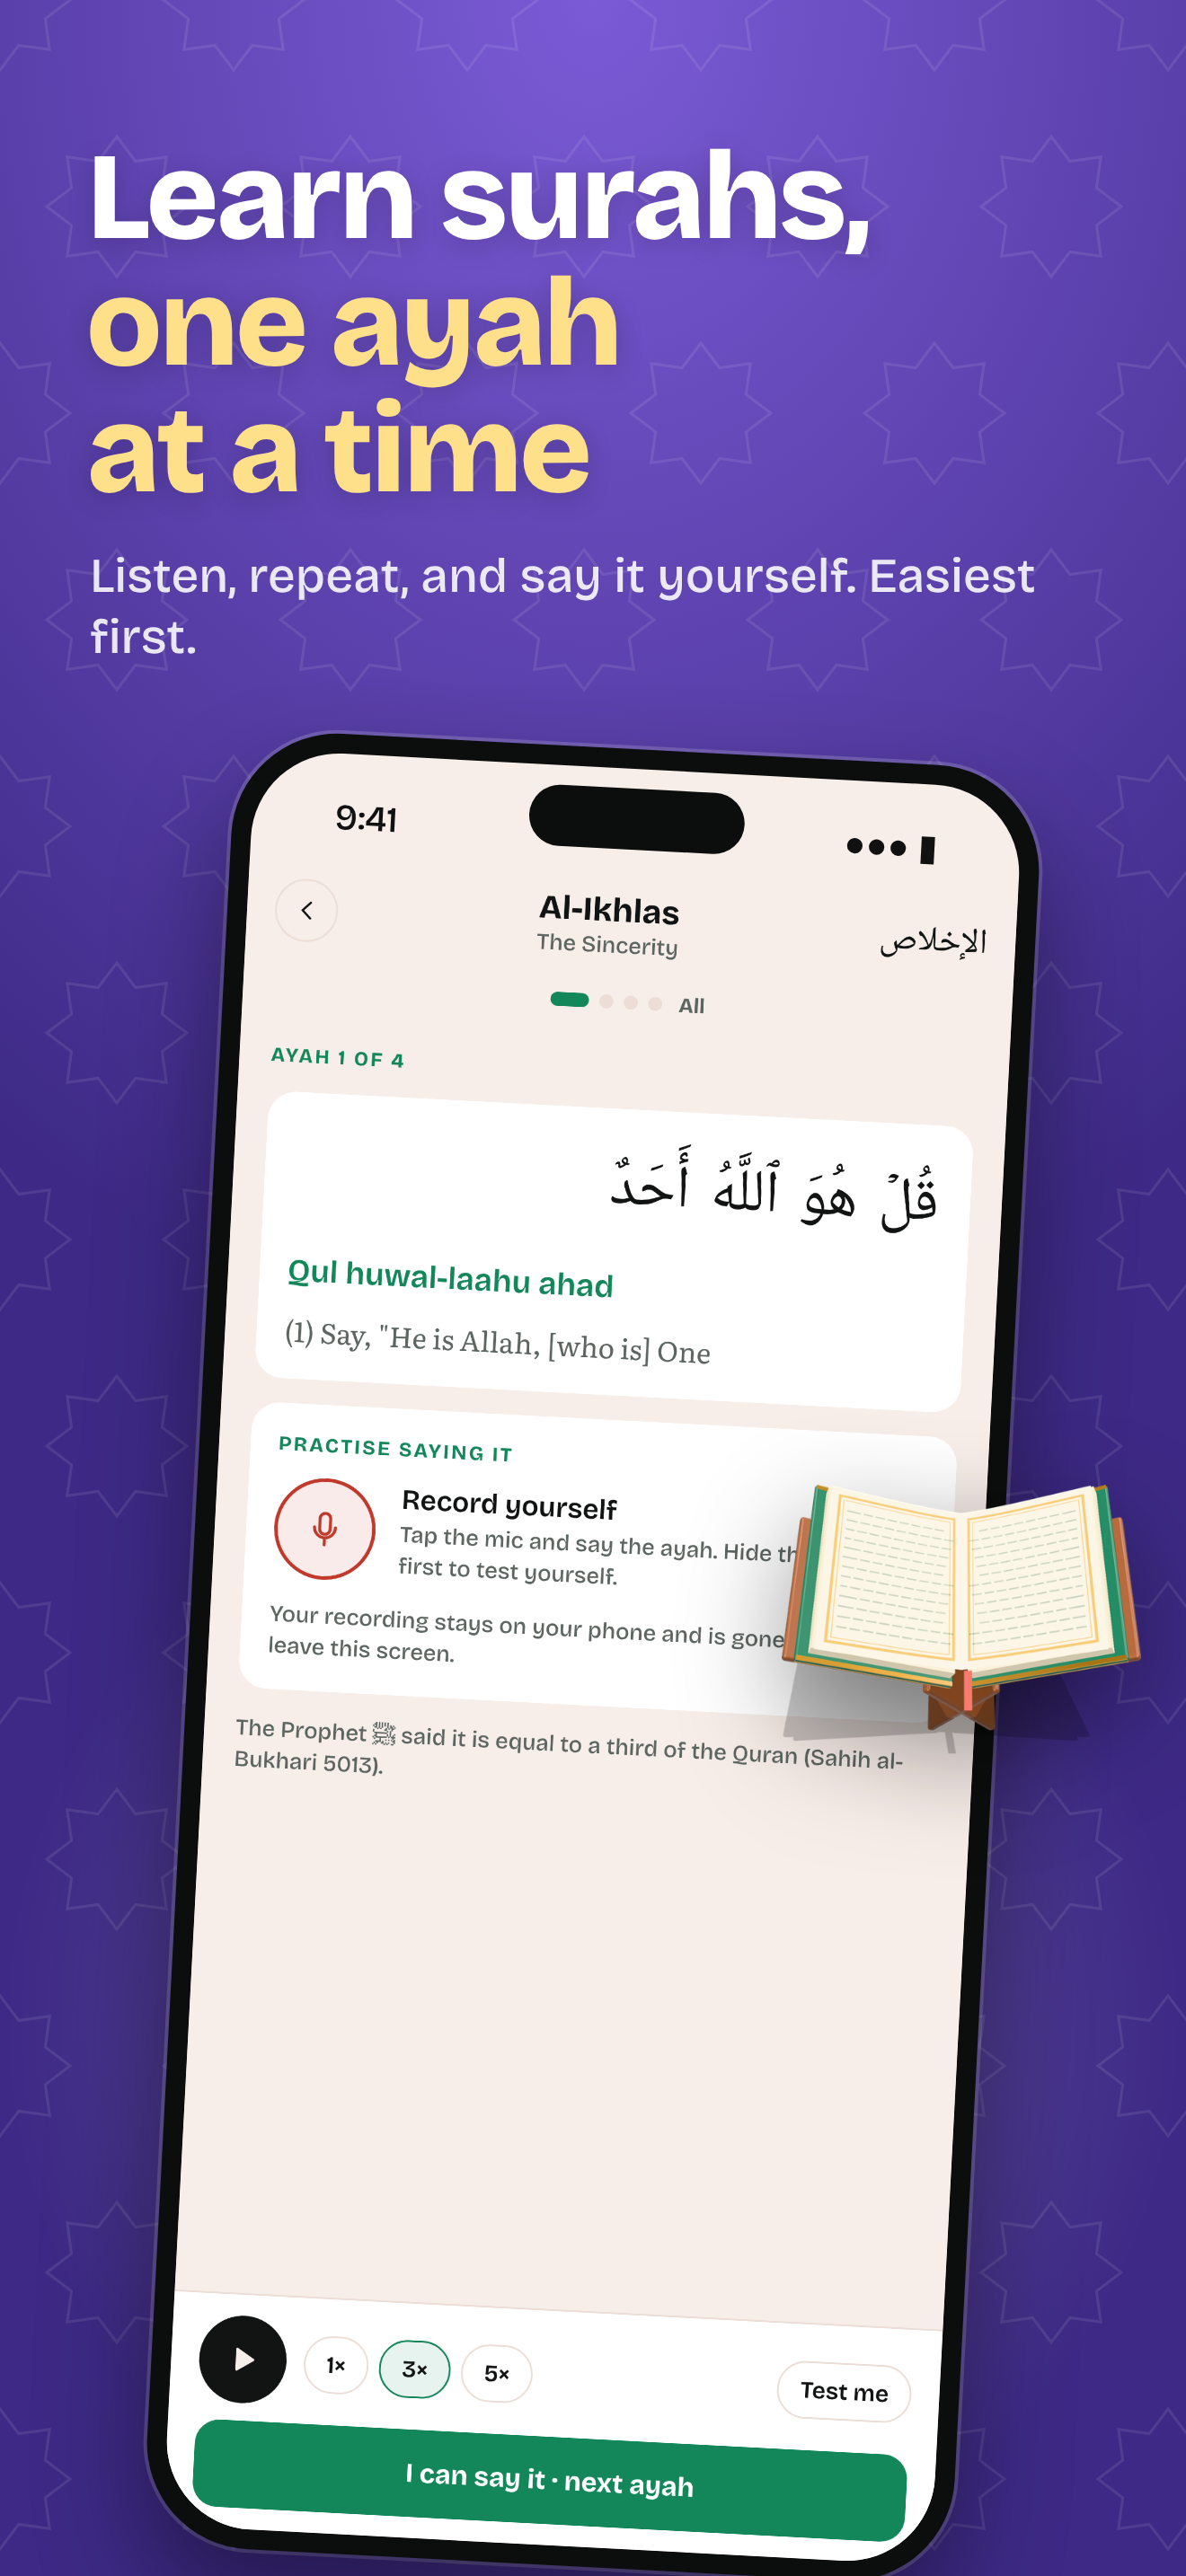 Learn surahs,
one ayah
at a time
Listen, repeat, and say it yourself. Easiest
first.
9:41
Al-Ikhlas
The Sincerity
الإخلاص
All
AYAH 1 OF 4
قُلْ هُوَ ٱللَّهُ أَحَدٌ
Qul huwal-laahu ahad
(1) Say, "He is Allah, [who is] One
PRACTISE SAYING IT
Record yourself
Tap the mic and say the ayah. Hide
first to test yourself.
Your recording stays on your phone and is gone
leave this screen.
The Prophet ﷺ said it is equal to a third of the Quran (Sahih al-
Bukhari 5013).
1×
3×
5×
Test me
I can say it · next ayah